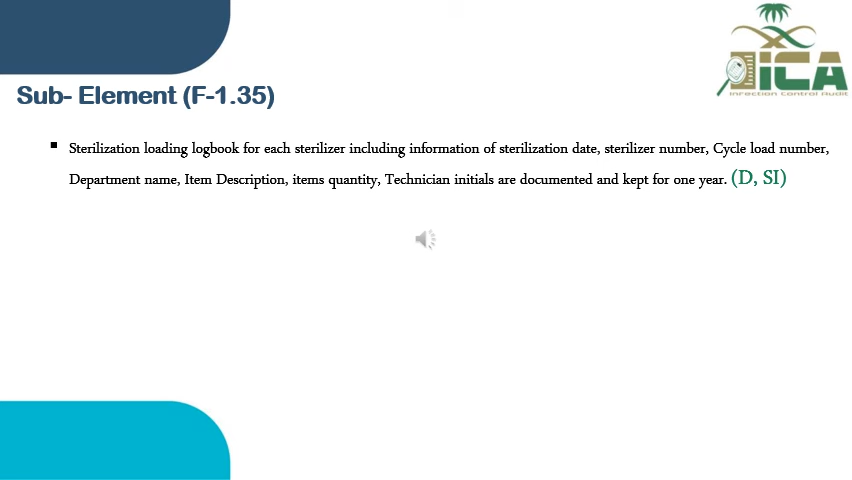 ICA
Infection Control Audit
Sub- Element (F-1.35)
▪ Sterilization loading logbook for each sterilizer including information of sterilization date, sterilizer number, Cycle load number,
Department name, Item Description, items quantity, Technician initials are documented and kept for one year. (D, SI)